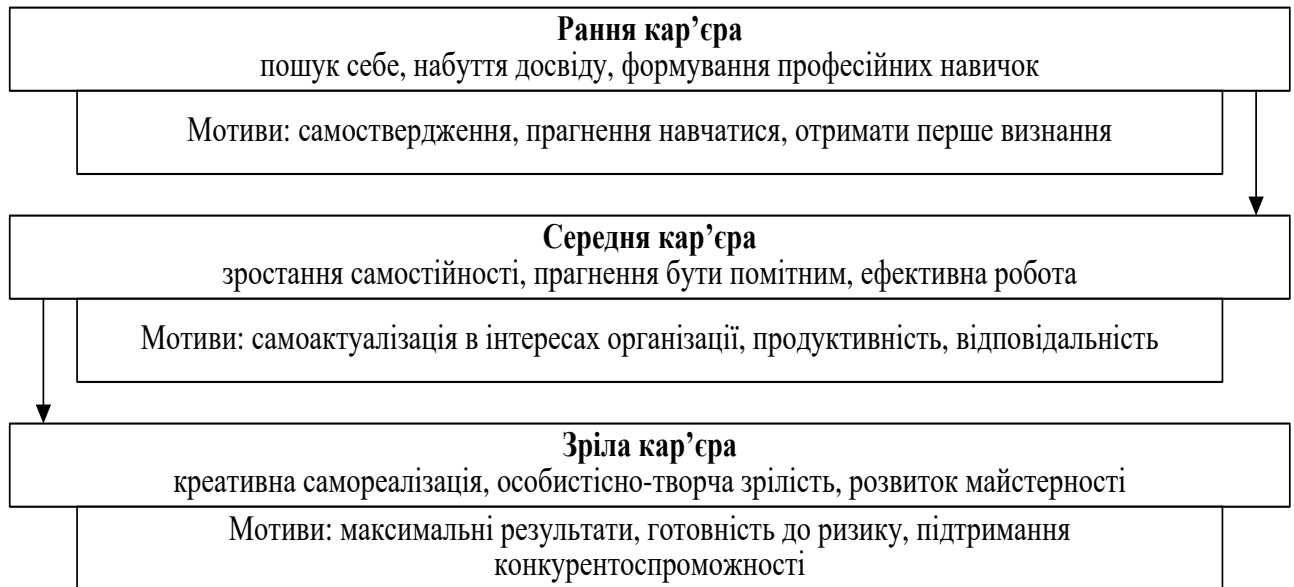 Рання кар’єра
пошук себе, набуття досвіду, формування професійних навичок
Мотиви: самоствердження, прагнення навчатися, отримати перше визнання
Середня кар’єра
зростання самостійності, прагнення бути помітним, ефективна робота
Мотиви: самоактуалізація в інтересах організації, продуктивність, відповідальність
Зріла кар’єра
креативна самореалізація, особистісно-творча зрілість, розвиток майстерності
Мотиви: максимальні результати, готовність до ризику, підтримання
конкурентоспроможності